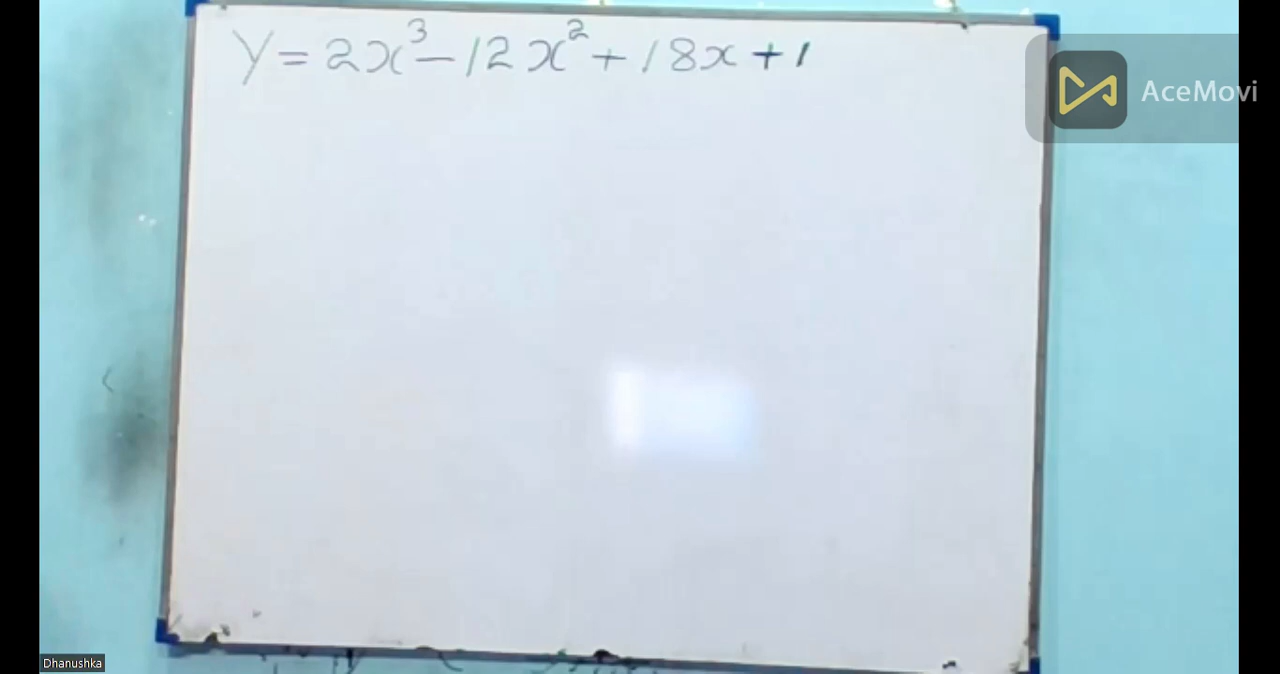 y = 2x³ - 12x² + 18x + 1
AceMovi
Dhanushka